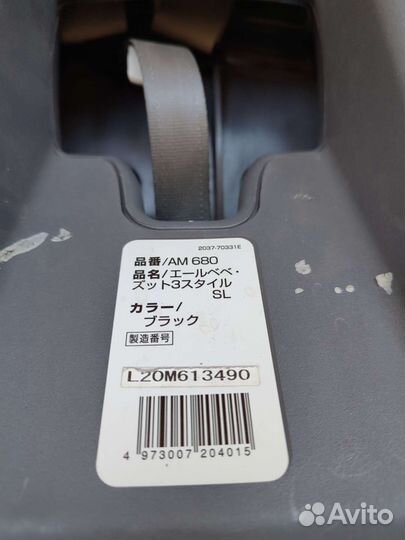 2037-70331E
品番/AM 680
品名/エールベベ・
ズット3スタイル
SL
カラー/
ブラック
製造番号
L20M613490
4 973007 204015
Avito